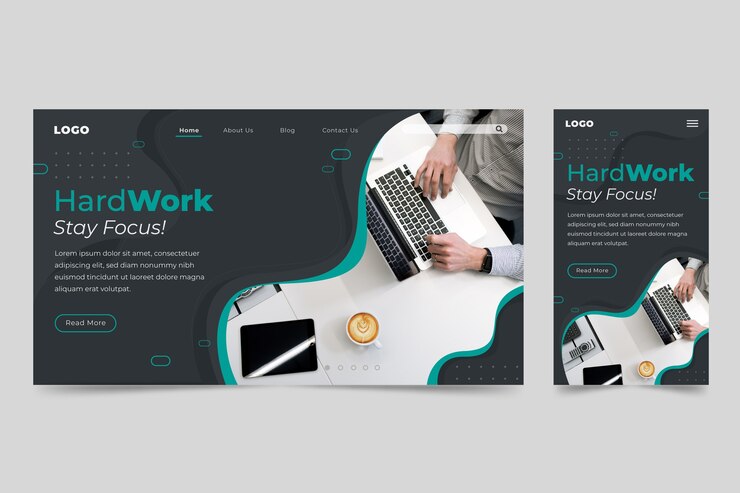 LOGO
Home About Us Blog Contact Us
HardWork
Stay Focus!
Lorem ipsum dolor sit amet, consectetuer
adipiscing elit, sed diam nonummy nibh
euismod tincidunt ut laoreet dolore magna
aliquam erat volutpat.
Read More
LOGO
HardWork
Stay Focus!
Lorem ipsum dolor sit amet, consectetuer
adipiscing elit, sed diam nonummy nibh
euismod tincidunt ut laoreet dolore magna
aliquam erat volutpat.
Read More